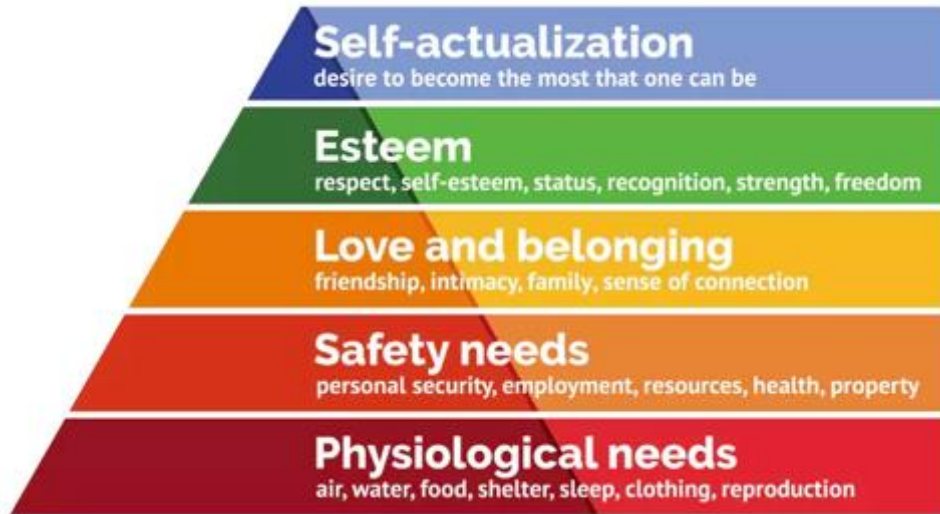 Self-actualization
desire to become the most that one can be
Esteem
respect, self-esteem, status, recognition, strength, freedom
Love and belonging
friendship, intimacy, family, sense of connection
Safety needs
personal security, employment, resources, health, property
Physiological needs
air, water, food, shelter, sleep, clothing, reproduction